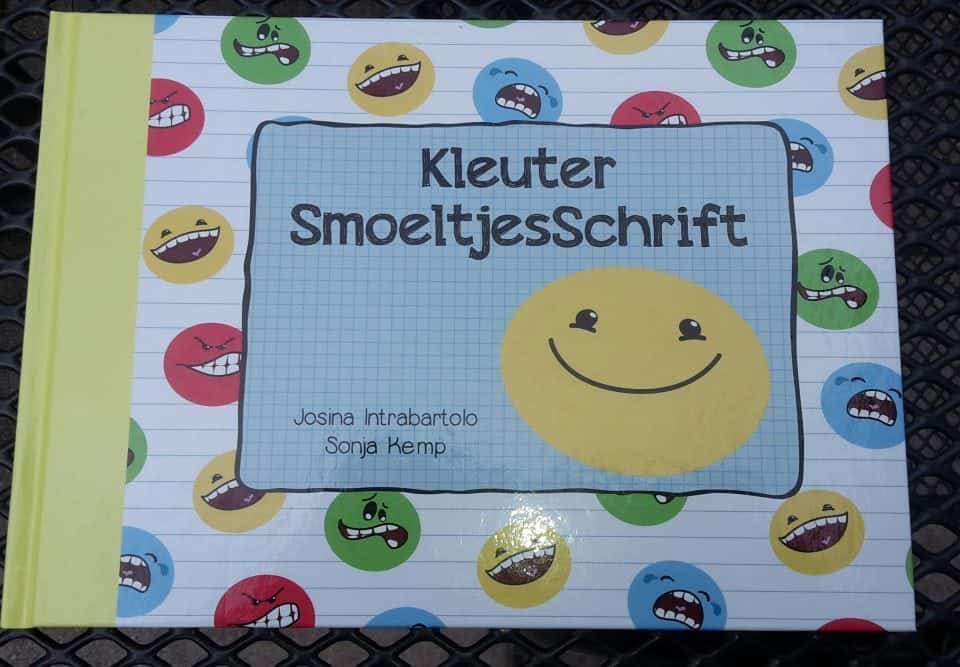 Kleuter
SmoeltjesSchrift
Josina Intrabartolo
Sonja Kemp